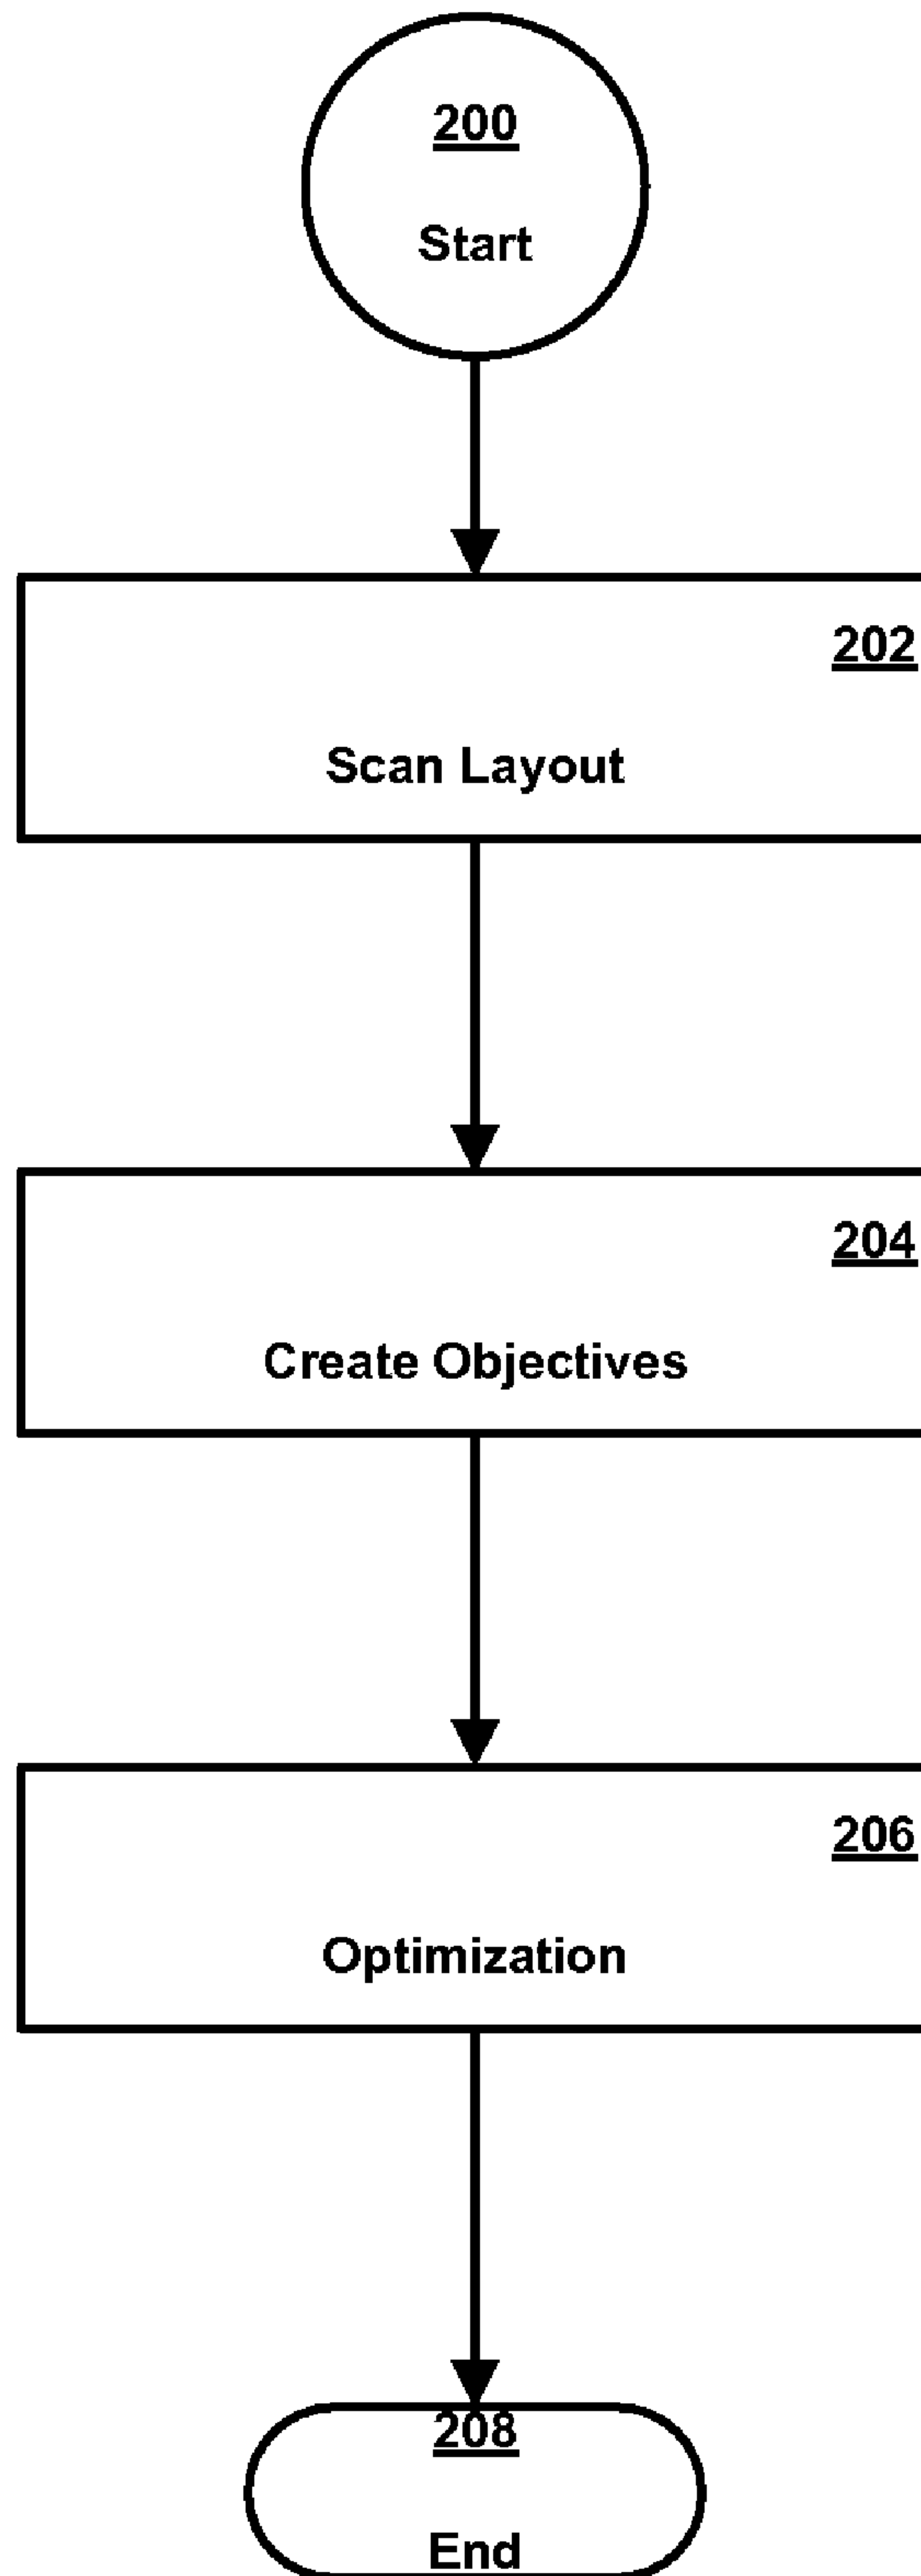 200
Start
202
Scan Layout
204
Create Objectives
206
Optimization
208
End